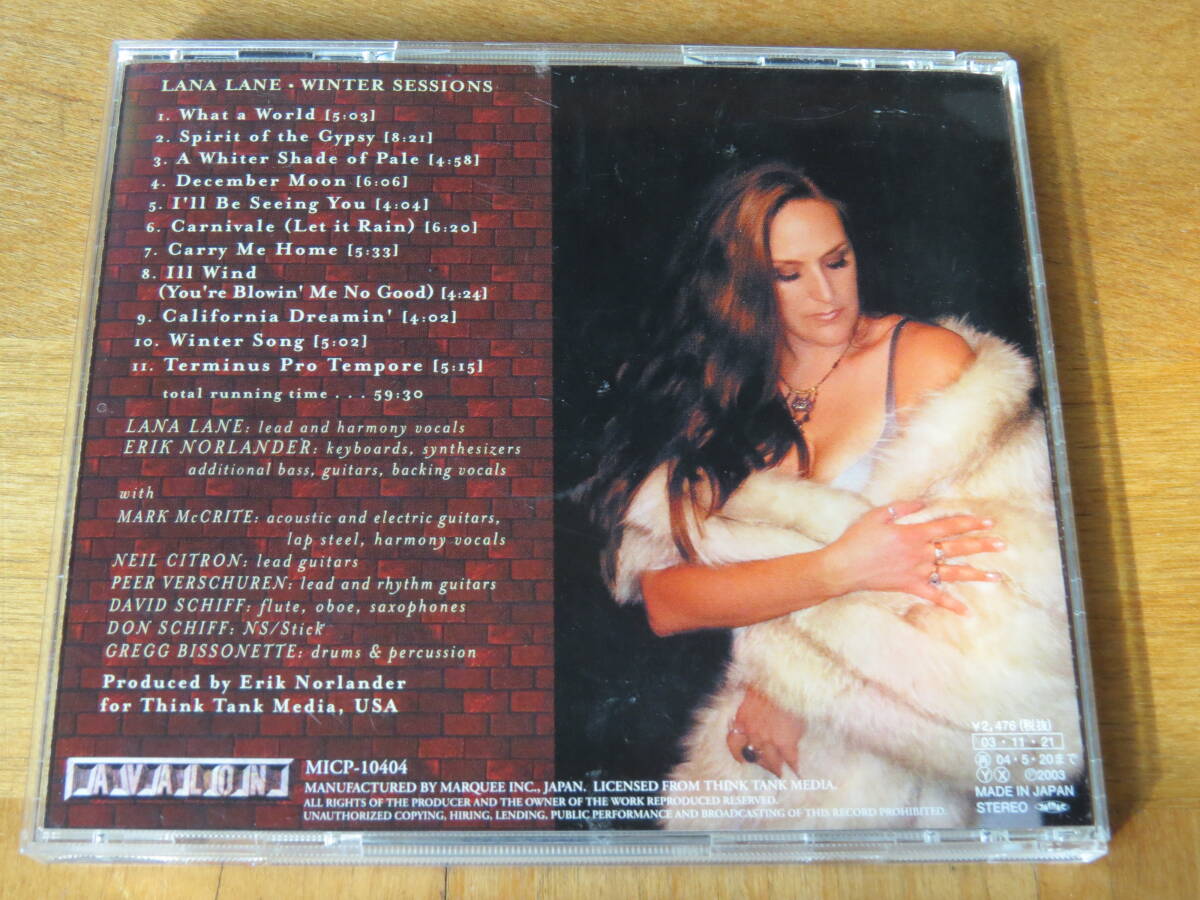 LANA LANE · WINTER SESSIONS
1. What a World [5:03]
2. Spirit of the Gypsy [8:21]
3. A Whiter Shade of Pale [4:58]
4. December Moon [6:06]
5. I'll Be Seeing You [4:04]
6. Carnivale (Let it Rain) [6:20]
7. Carry Me Home [5:33]
8. Ill Wind
(You're Blowin' Me No Good) [4:24]
9. California Dreamin' [4:02]
10. Winter Song [5:02]
11. Terminus Pro Tempore [5:15]
total running time . . . 59:30
LANA LANE: lead and harmony vocals
ERIK NORLANDER: keyboards, synthesizers
additional bass, guitars, backing vocals
with
MARK McCRITE: acoustic and electric guitars,
lap steel, harmony vocals
NEIL CITRON: lead guitars
PEER VERSCHUREN: lead and rhythm guitars
DAVID SCHIFF: flute, oboe, saxophones
DON SCHIFF: NS/Stick
GREGG BISSONETTE: drums & percussion
Produced by Erik Norlander
for Think Tank Media, USA
AVALON
MICP-10404
MANUFACTURED BY MARQUEE INC., JAPAN. LICENSED FROM THINK TANK MEDIA.
ALL RIGHTS OF THE PRODUCER AND THE OWNER OF THE WORK REPRODUCED RESERVED.
UNAUTHORIZED COPYING, HIRING, LENDING, PUBLIC PERFORMANCE AND BROADCASTING OF THIS RECORD PROHIBITED.
¥2,476 (税抜)
03・11・21
再 04・5・20まで
Y X ℗2003
MADE IN JAPAN
STEREO